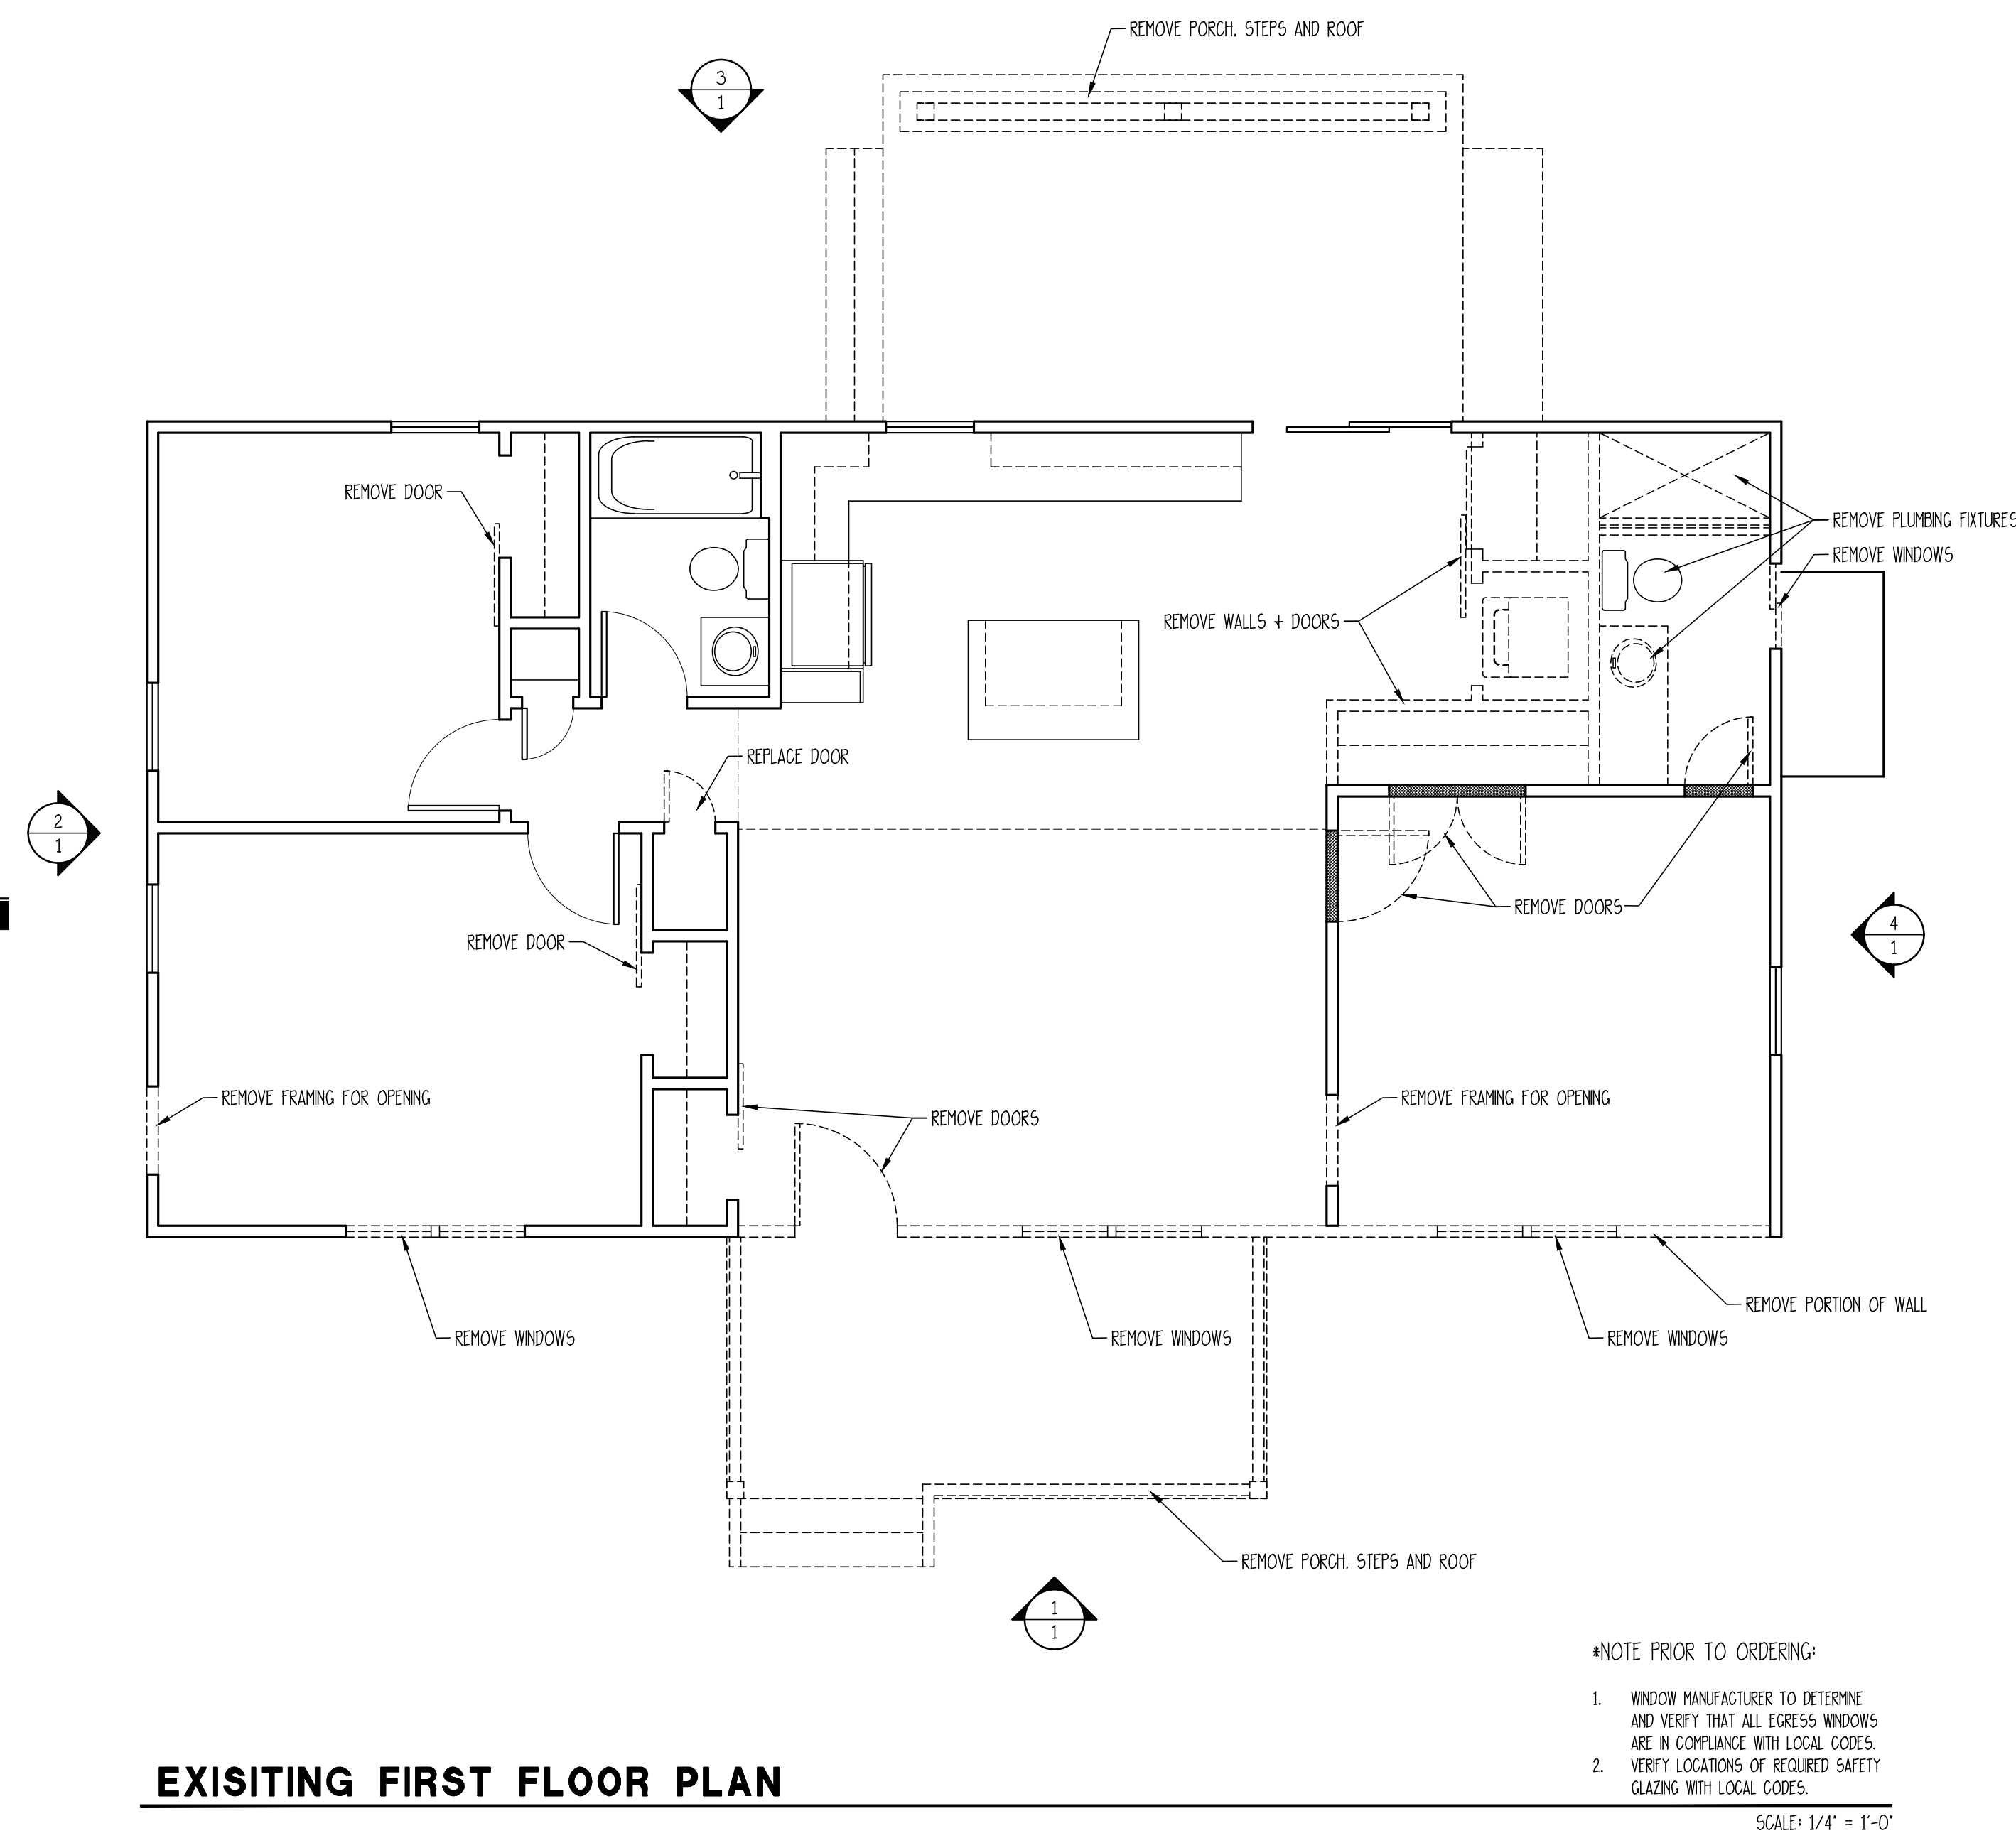 REMOVE PORCH, STEPS AND ROOF
3
1
REMOVE DOOR
REMOVE PLUMBING FIXTURES
REMOVE WINDOWS
REMOVE WALLS + DOORS
REPLACE DOOR
2
1
REMOVE DOORS
4
1
REMOVE DOOR
REMOVE FRAMING FOR OPENING
REMOVE DOORS
REMOVE FRAMING FOR OPENING
REMOVE PORTION OF WALL
REMOVE WINDOWS
REMOVE WINDOWS
REMOVE WINDOWS
REMOVE PORCH, STEPS AND ROOF
1
1
*NOTE PRIOR TO ORDERING:
1. WINDOW MANUFACTURER TO DETERMINE
AND VERIFY THAT ALL EGRESS WINDOWS
ARE IN COMPLIANCE WITH LOCAL CODES.
2. VERIFY LOCATIONS OF REQUIRED SAFETY
GLAZING WITH LOCAL CODES.
EXISITING FIRST FLOOR PLAN
SCALE: 1/4" = 1'-0"